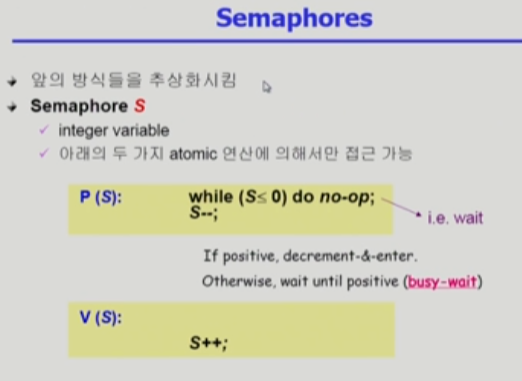 Semaphores
앞의 방식들을 추상화시킴
Semaphore S
integer variable
아래의 두 가지 atomic 연산에 의해서만 접근 가능
P (S): while (S≤ 0) do no-op;
S--;
i.e. wait
If positive, decrement-&-enter.
Otherwise, wait until positive (busy-wait)
V (S):
S++;